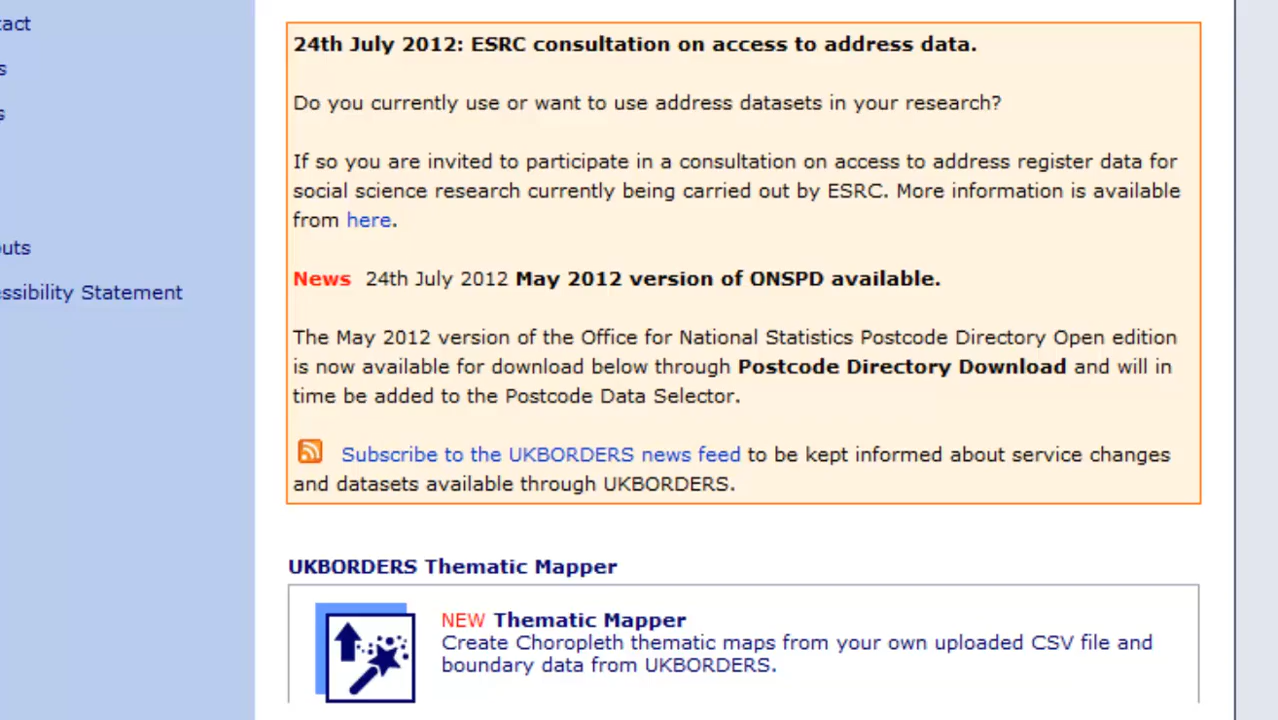 24th July 2012: ESRC consultation on access to address data.
Do you currently use or want to use address datasets in your research?
If so you are invited to participate in a consultation on access to address register data for
social science research currently being carried out by ESRC. More information is available
from here.
Statement
News 24th July 2012 May 2012 version of ONSPD available.
The May 2012 version of the Office for National Statistics Postcode Directory Open edition
is now available for download below through Postcode Directory Download and will in
time be added to the Postcode Data Selector.
Subscribe to the UKBORDERS news feed to be kept informed about service changes
and datasets available through UKBORDERS.
UKBORDERS Thematic Mapper
NEW Thematic Mapper
Create Choropleth thematic maps from your own uploaded CSV file and
boundary data from UKBORDERS.